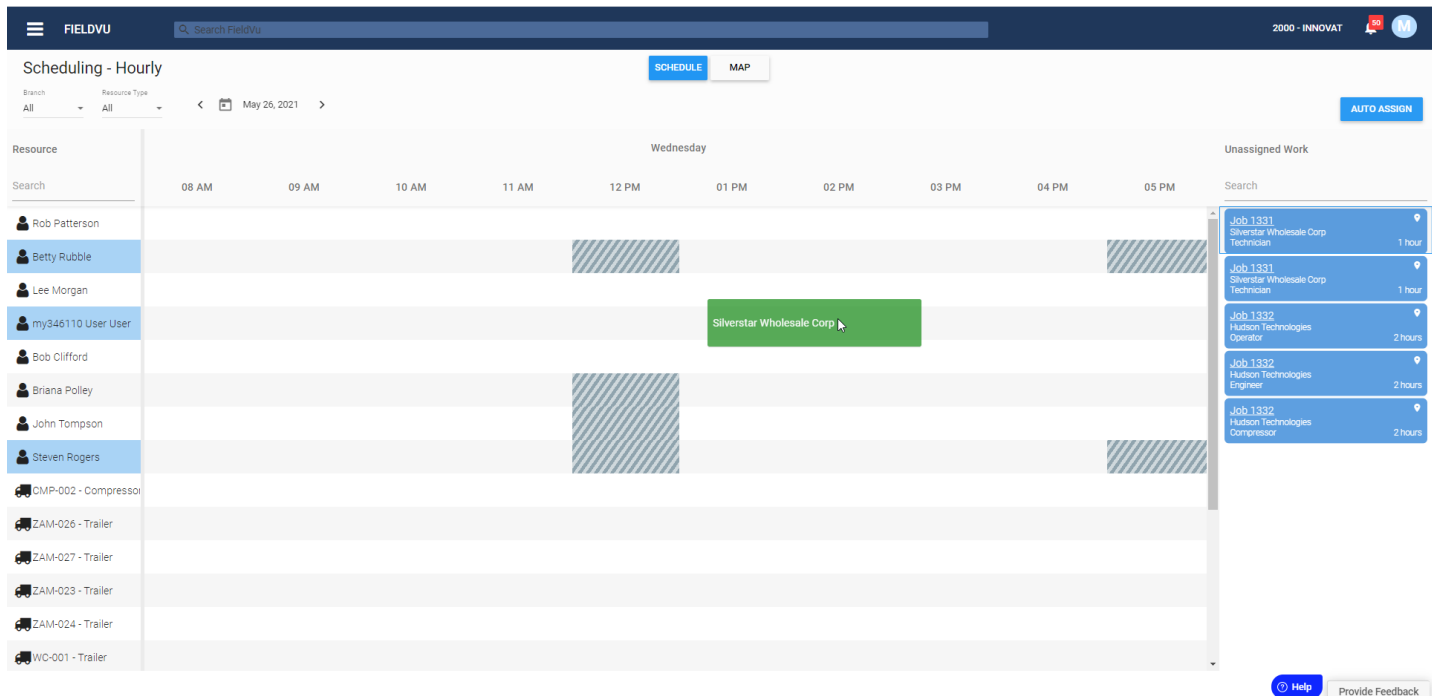 FIELDVU
Search FieldVu
2000 - INNOVAT
50
M
Scheduling - Hourly
SCHEDULE
MAP
Branch
All
Resource Type
All
May 26, 2021
AUTO ASSIGN
Resource
Wednesday
Unassigned Work
Search
08 AM
09 AM
10 AM
11 AM
12 PM
01 PM
02 PM
03 PM
04 PM
05 PM
Search
Rob Patterson
Betty Rubble
Lee Morgan
my346110 User User
Bob Clifford
Briana Polley
John Tompson
Steven Rogers
CMP-002 - Compressor
ZAM-026 - Trailer
ZAM-027 - Trailer
ZAM-023 - Trailer
ZAM-024 - Trailer
WC-001 - Trailer
Silverstar Wholesale Corp
Job 1331
Silverstar Wholesale Corp
Technician
1 hour
Job 1331
Silverstar Wholesale Corp
Technician
1 hour
Job 1332
Hudson Technologies
Operator
2 hours
Job 1332
Hudson Technologies
Engineer
2 hours
Job 1332
Hudson Technologies
Compressor
2 hours
Help
Provide Feedback